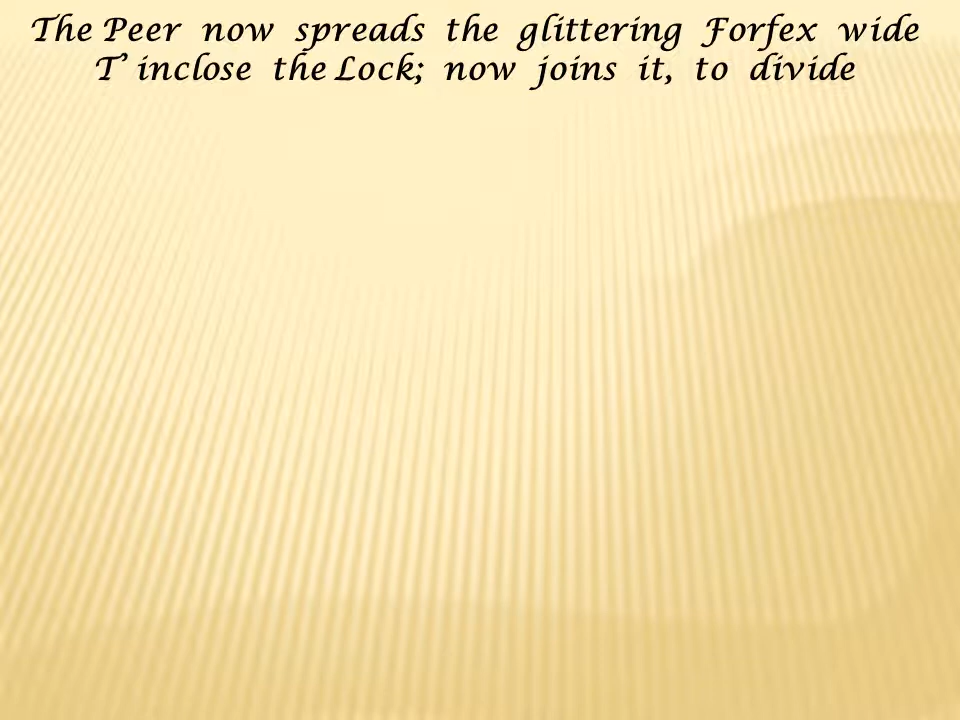 The Peer now spreads the glittering Forfex wide
T’ inclose the Lock; now joins it, to divide